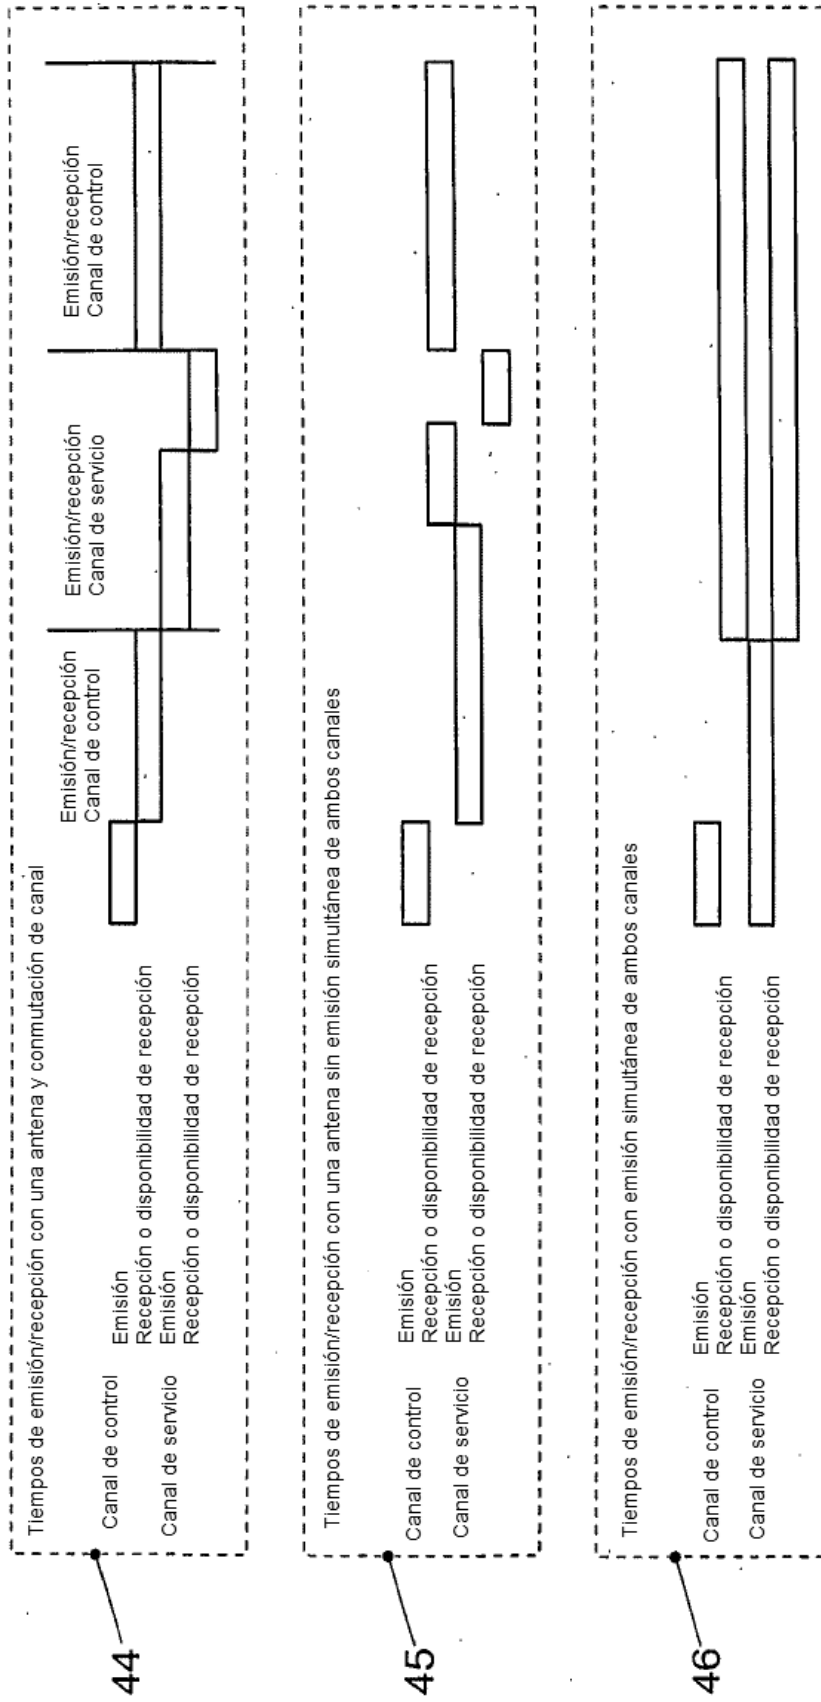 44
Tiempos de emisión/recepción con una antena y conmutación de canal
Emisión/recepción
Canal de control
Emisión/recepción
Canal de servicio
Emisión/recepción
Canal de control
Canal de control
Emisión
Recepción o disponibilidad de recepción
Canal de servicio
Emisión
Recepción o disponibilidad de recepción
45
Tiempos de emisión/recepción con una antena sin emisión simultánea de ambos canales
Canal de control
Emisión
Recepción o disponibilidad de recepción
Canal de servicio
Emisión
Recepción o disponibilidad de recepción
46
Tiempos de emisión/recepción con emisión simultánea de ambos canales
Canal de control
Emisión
Recepción o disponibilidad de recepción
Canal de servicio
Emisión
Recepción o disponibilidad de recepción